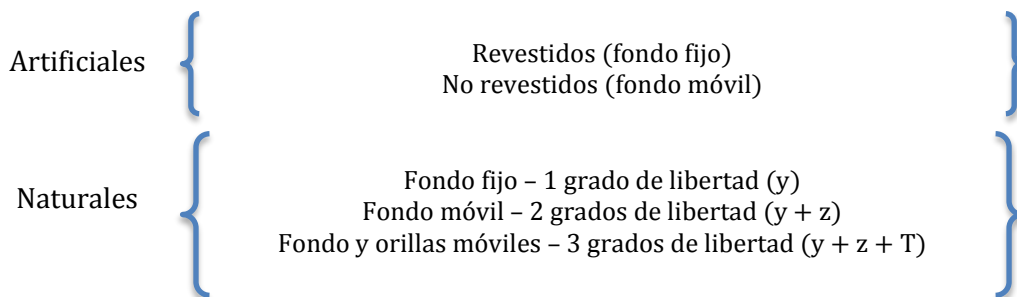 Artificiales
Revestidos (fondo fijo)
No revestidos (fondo móvil)
Naturales
Fondo fijo – 1 grado de libertad (y)
Fondo móvil – 2 grados de libertad (y + z)
Fondo y orillas móviles – 3 grados de libertad (y + z + T)